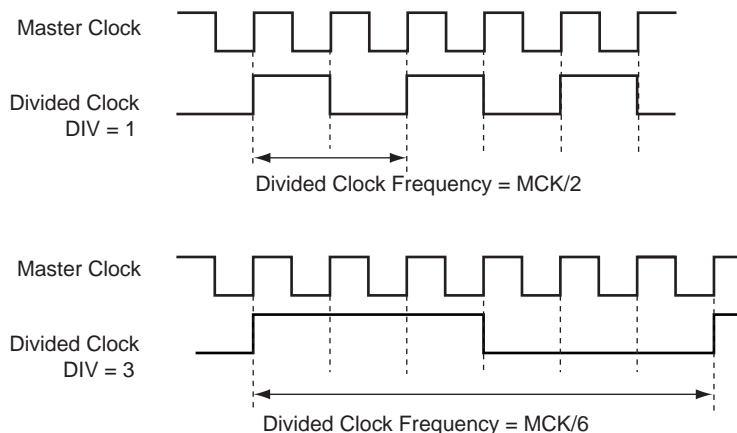 Master Clock
Divided Clock
DIV = 1
Divided Clock Frequency = MCK/2
Master Clock
Divided Clock
DIV = 3
Divided Clock Frequency = MCK/6